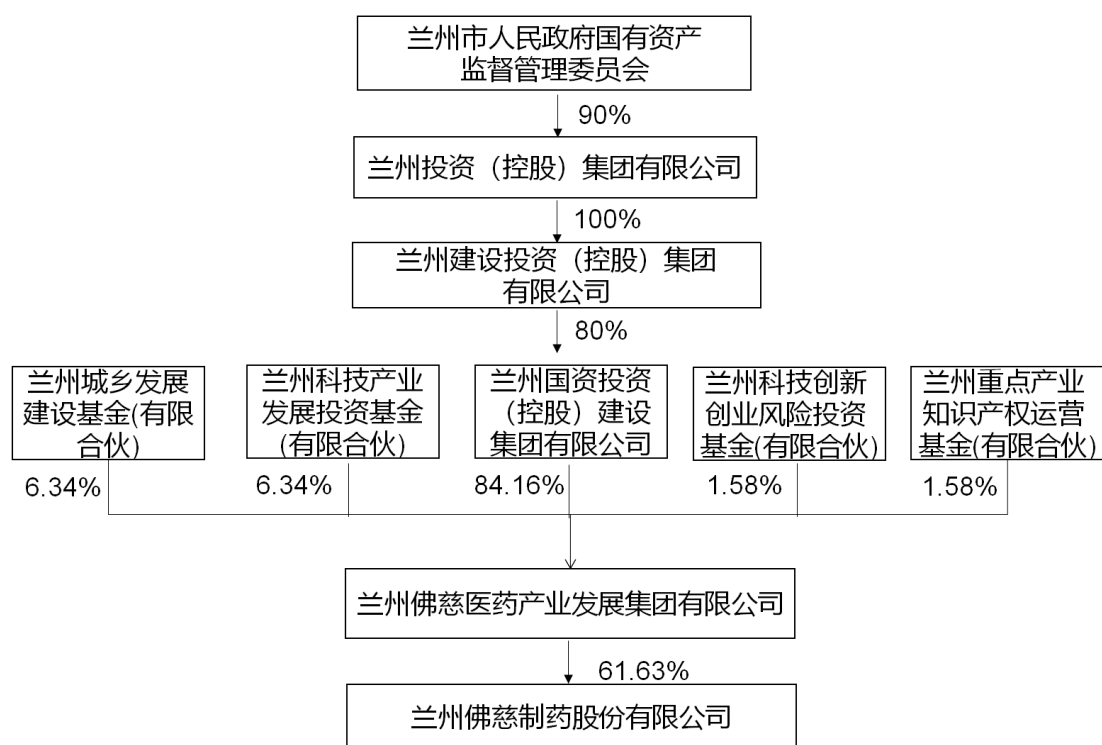 兰州市人民政府国有资产
监督管理委员会
90%
兰州投资（控股）集团有限公司
100%
兰州建设投资（控股）集团
有限公司
80%
兰州城乡发展
建设基金(有限
合伙)
兰州科技产业
发展投资基金
(有限合伙)
兰州国资投资
（控股）建设
集团有限公司
兰州科技创新
创业风险投资
基金(有限合伙)
兰州重点产业
知识产权运营
基金(有限合伙)
6.34%
6.34%
84.16%
1.58%
1.58%
兰州佛慈医药产业发展集团有限公司
61.63%
兰州佛慈制药股份有限公司